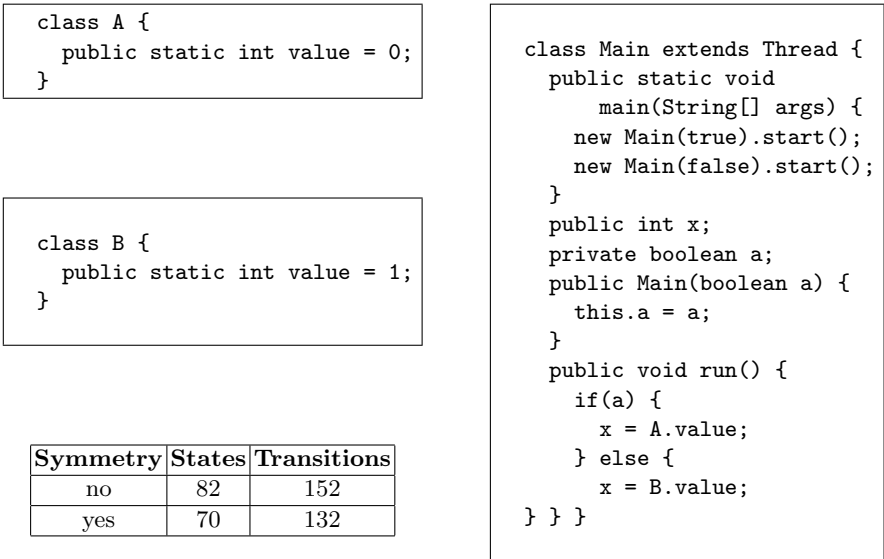 class A {
  public static int value = 0;
}
class B {
  public static int value = 1;
}
Symmetry States Transitions
no 82 152
yes 70 132
class Main extends Thread {
  public static void
      main(String[] args) {
    new Main(true).start();
    new Main(false).start();
  }
  public int x;
  private boolean a;
  public Main(boolean a) {
    this.a = a;
  }
  public void run() {
    if(a) {
      x = A.value;
    } else {
      x = B.value;
} } }